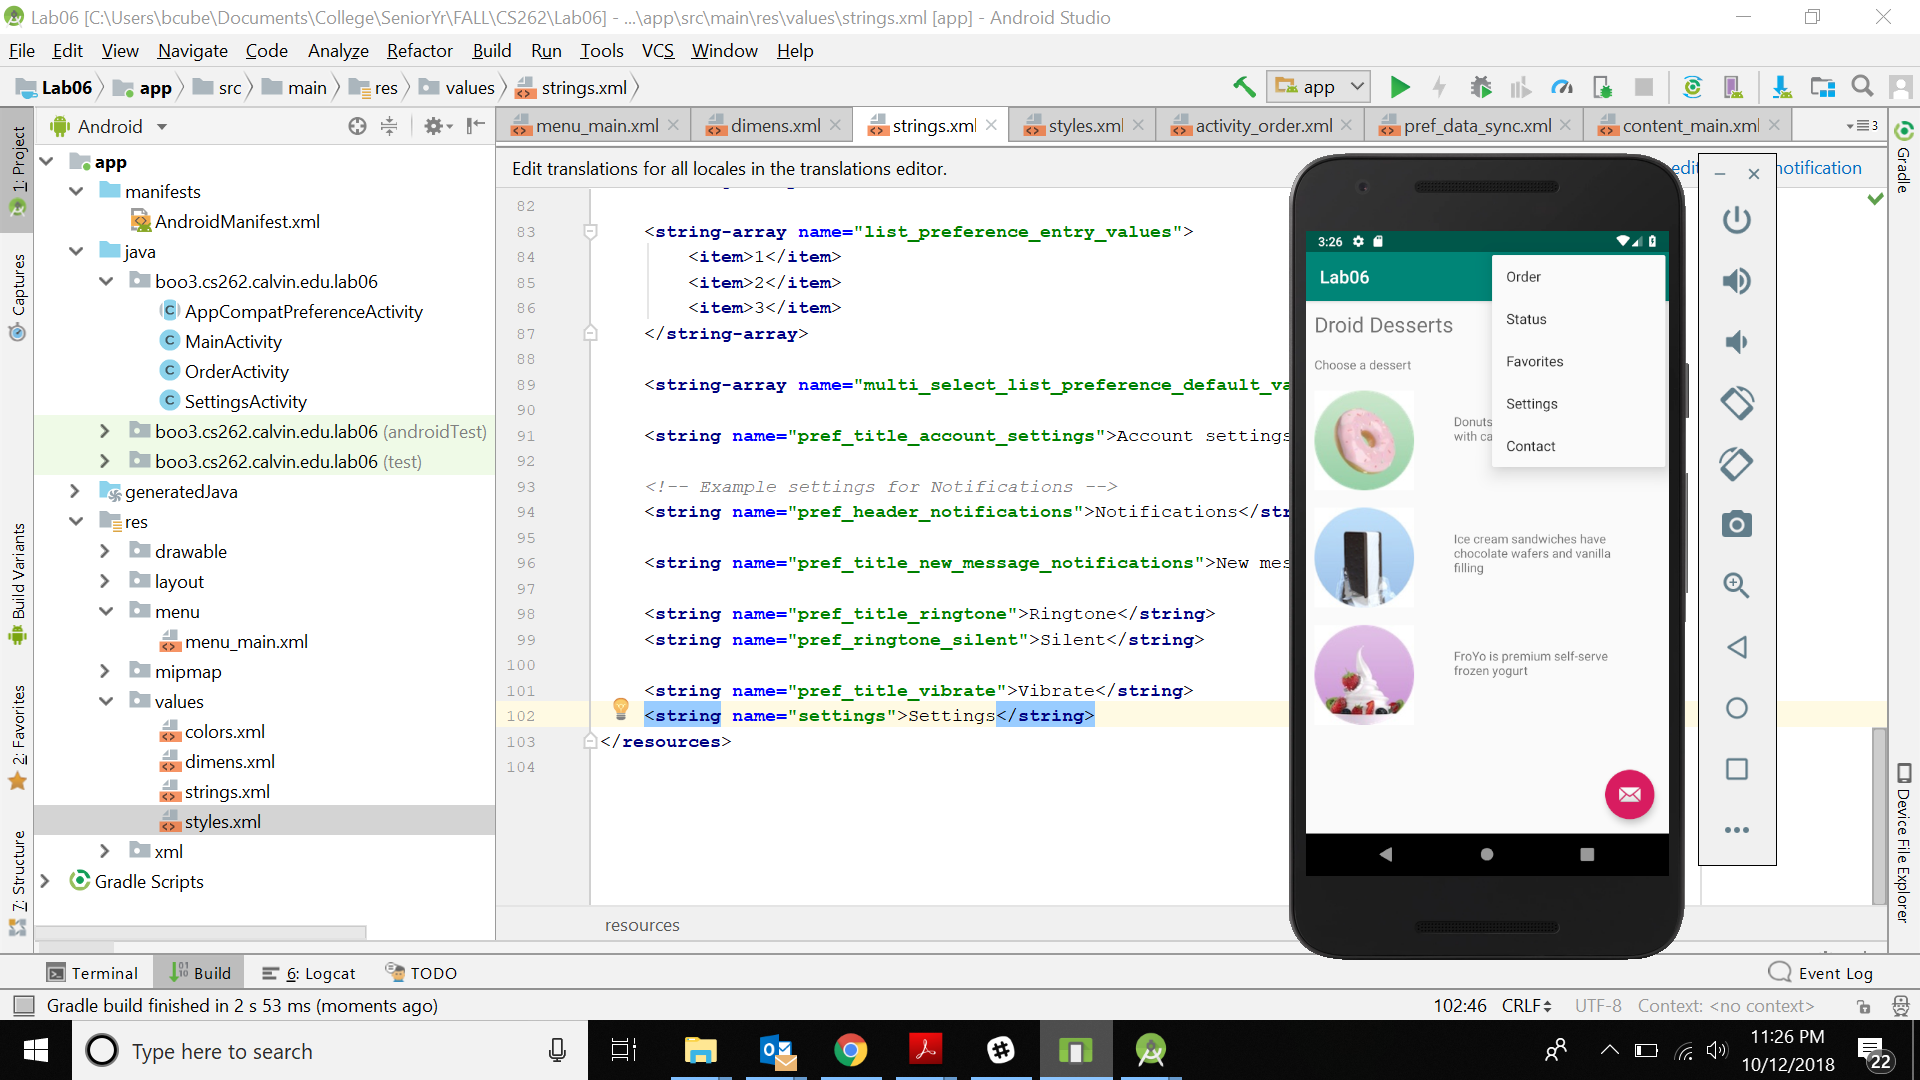 Lab06 [C:\Users\bcube\Documents\College\SeniorYr\FALL\CS262\Lab06] - ...\app\src\main\res\values\strings.xml [app] - Android Studio
File Edit View Navigate Code Analyze Refactor Build Run Tools VCS Window Help
Lab06 app src main res values strings.xml
app
1: Project
Captures
Build Variants
2: Favorites
7: Structure
Android
app
manifests
AndroidManifest.xml
java
boo3.cs262.calvin.edu.lab06
AppCompatPreferenceActivity
MainActivity
OrderActivity
SettingsActivity
boo3.cs262.calvin.edu.lab06 (androidTest)
boo3.cs262.calvin.edu.lab06 (test)
generatedJava
res
drawable
layout
menu
menu_main.xml
mipmap
values
colors.xml
dimens.xml
strings.xml
styles.xml
xml
Gradle Scripts
menu_main.xml dimens.xml strings.xml styles.xml activity_order.xml pref_data_sync.xml content_main.xml 3
Edit translations for all locales in the translations editor. notification
82
83 <string-array name="list_preference_entry_values">
84 <item>1</item>
85 <item>2</item>
86 <item>3</item>
87 </string-array>
88
89 <string-array name="multi_select_list_preference_default_va
90
91 <string name="pref_title_account_settings">Account settings
92
93 <!-- Example settings for Notifications -->
94 <string name="pref_header_notifications">Notifications</str
95
96 <string name="pref_title_new_message_notifications">New mes
97
98 <string name="pref_title_ringtone">Ringtone</string>
99 <string name="pref_ringtone_silent">Silent</string>
100
101 <string name="pref_title_vibrate">Vibrate</string>
102 <string name="settings">Settings</string>
103 </resources>
104
resources
3:26
Lab06
Order
Status
Favorites
Settings
Contact
Droid Desserts
Choose a dessert
Donuts
with ca
Ice cream sandwiches have
chocolate wafers and vanilla
filling
FroYo is premium self-serve
frozen yogurt
Gradle
Device File Explorer
Terminal Build 6: Logcat TODO Event Log
Gradle build finished in 2 s 53 ms (moments ago) 102:46 CRLF UTF-8 Context: <no context>
Type here to search
11:26 PM
10/12/2018
22